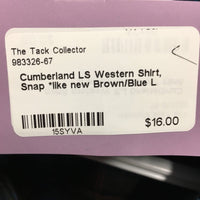 The Tack Collector
983326-67
Cumberland LS Western Shirt,
Snap *like new Brown/Blue L
15SYVA
$16.00